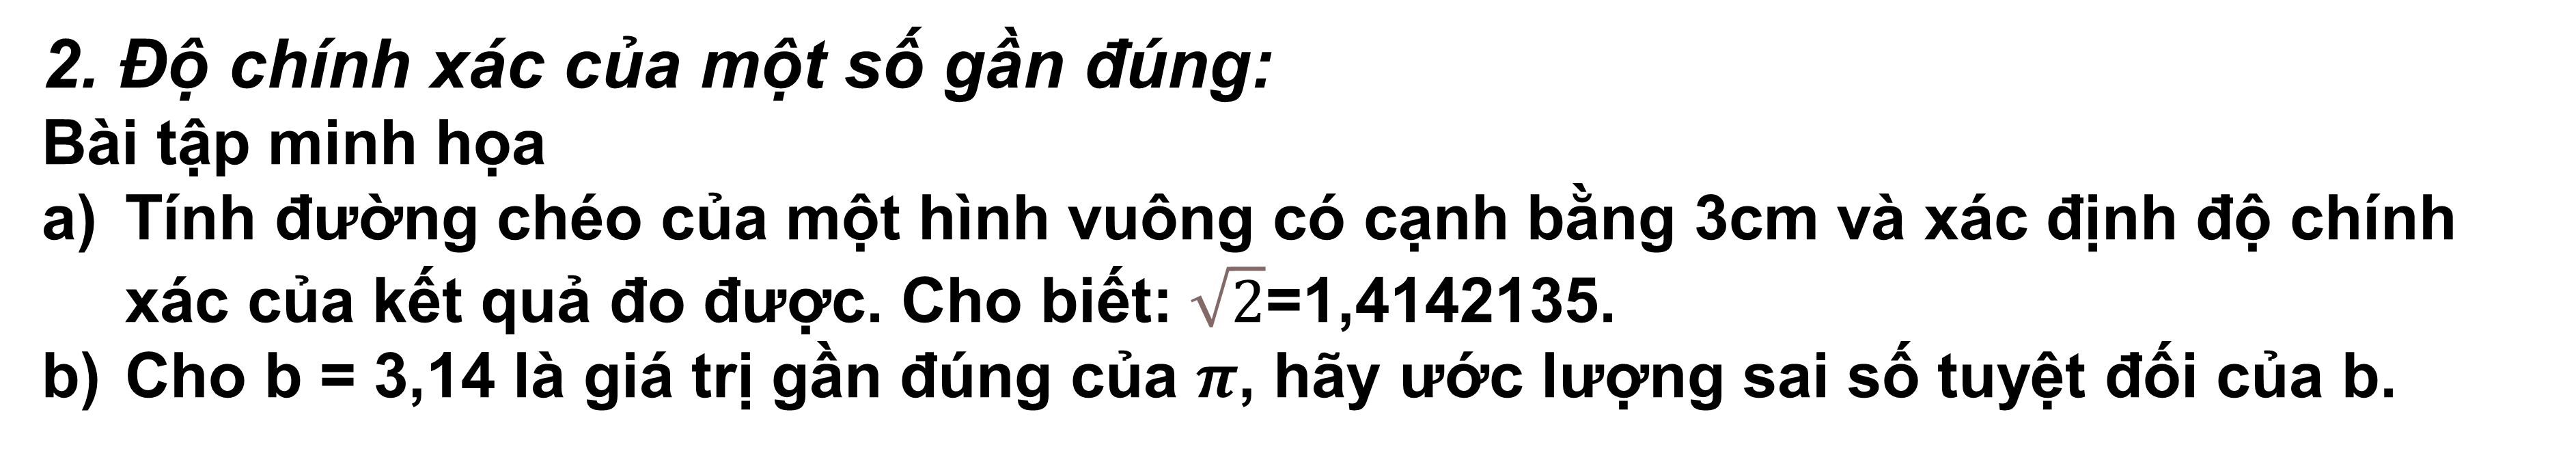 2. Độ chính xác của một số gần đúng:
Bài tập minh họa
a) Tính đường chéo của một hình vuông có cạnh bằng 3cm và xác định độ chính
xác của kết quả đo được. Cho biết: √2=1,4142135.
b) Cho b = 3,14 là giá trị gần đúng của π, hãy ước lượng sai số tuyệt đối của b.